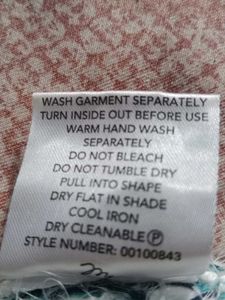 WASH GARMENT SEPARATELY
TURN INSIDE OUT BEFORE USE
WARM HAND WASH
SEPARATELY
DO NOT BLEACH
DO NOT TUMBLE DRY
PULL INTO SHAPE
DRY FLAT IN SHADE
COOL IRON
DRY CLEANABLE Ⓟ
STYLE NUMBER: 00100843